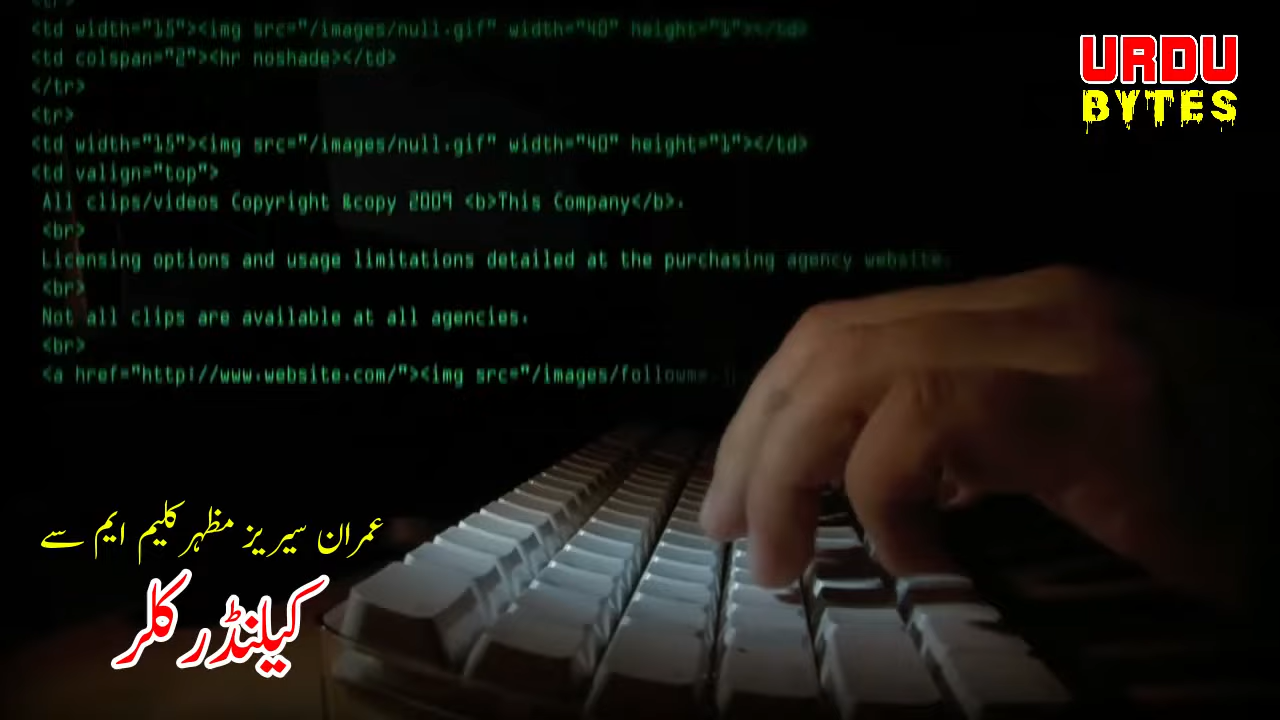 <td width="15"><img src="/images/null.gif" width="40" height="1"></td>
<td colspan="2"><hr noshade></td>
</tr>
<tr>
<td width="15"><img src="/images/null.gif" width="40" height="1"></td>
<td valign="top">
All clips/videos Copyright &copy 2009 <b>This Company</b>.
<br>
Licensing options and usage limitations detailed at the purchasing agency website.
<br>
Not all clips are available at all agencies.
<br>
<a href="http://www.website.com/"><img src="/images/followme.
URDU
BYTES
عمران سیریز مظہر کلیم ایم سے
کیلنڈر کلر